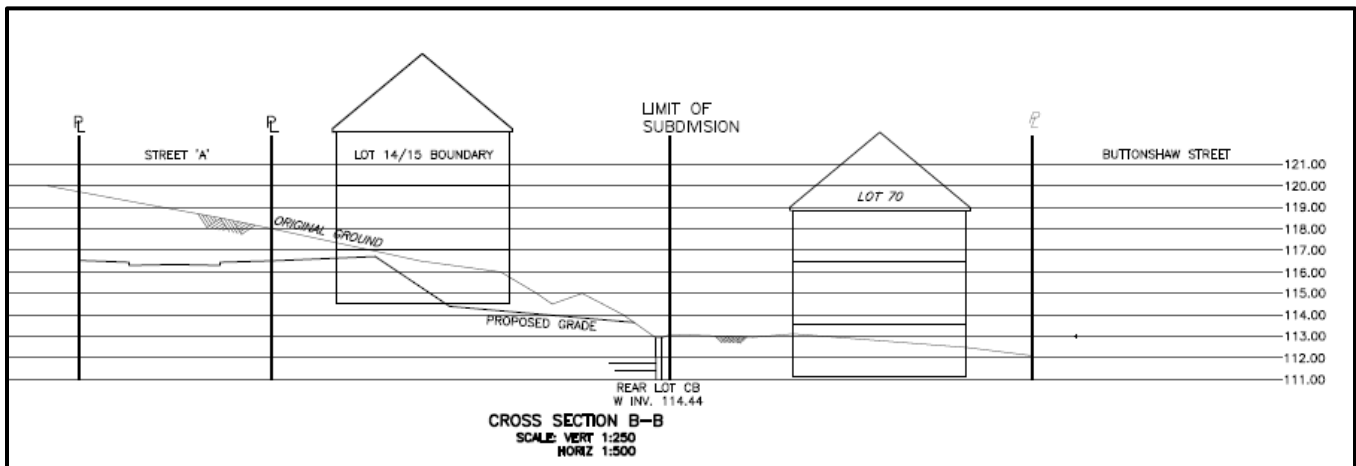 LIMIT OF
SUBDIVISION
℄
℄
℄
STREET 'A'
LOT 14/15 BOUNDARY
BUTTONSHAW STREET
121.00
120.00
LOT 70
119.00
ORIGINAL GROUND
118.00
117.00
116.00
115.00
114.00
PROPOSED GRADE
113.00
112.00
111.00
REAR LOT CB
W INV. 114.44
CROSS SECTION B-B
SCALE: VERT 1:250
HORIZ 1:500